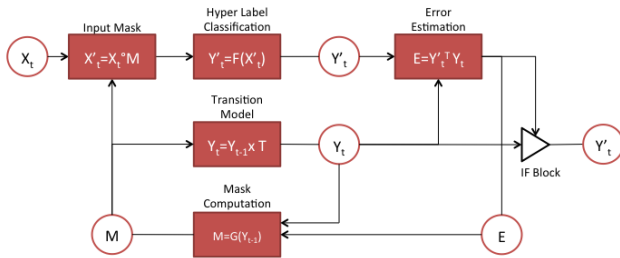 Input Mask
Hyper Label
Classification
Error
Estimation
Xt
X't=Xt°M
Y't=F(X't)
Y't
E=Y't^T Yt
Transition
Model
Yt=Yt-1x T
Yt
IF Block
Y't
Mask
Computation
M
M=G(Yt-1)
E